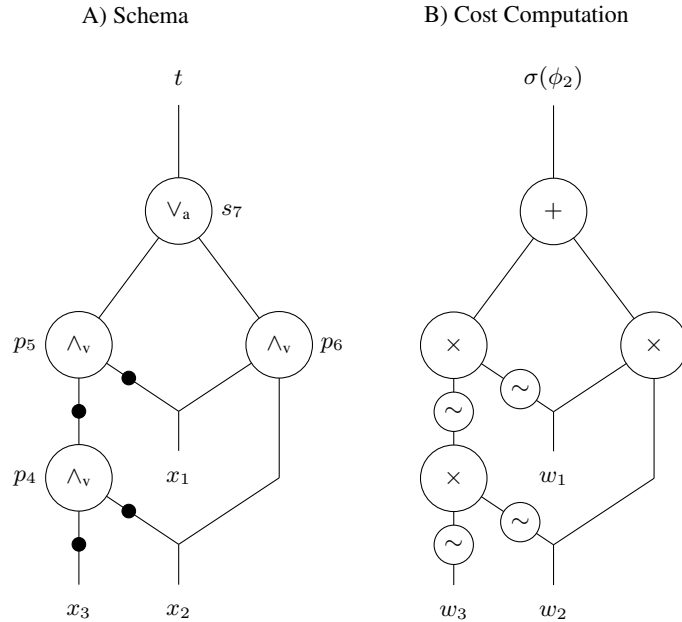 A) Schema B) Cost Computation
t σ(ϕ₂)
∨ₐ s₇ +
p₅ ∧ᵥ ∧ᵥ p₆ × ×
∼
∼
p₄ ∧ᵥ x₁ × w₁
∼
∼
x₃ x₂ w₃ w₂